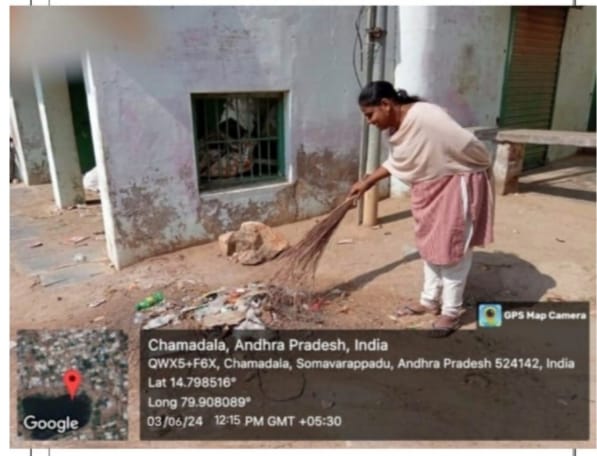 GPS Map Camera
Chamadala, Andhra Pradesh, India
QWX5+F6X, Chamadala, Somavarappadu, Andhra Pradesh 524142, India
Lat 14.798516°
Long 79.908089°
03/06/24 12:15 PM GMT +05:30
Google